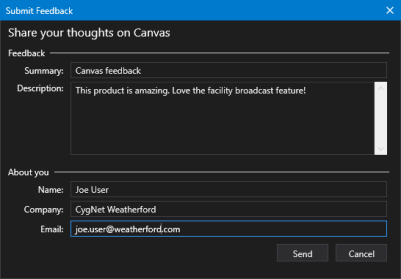 Submit Feedback
Share your thoughts on Canvas
Feedback
Summary: Canvas feedback
Description: This product is amazing. Love the facility broadcast feature!
About you
Name: Joe User
Company: CygNet Weatherford
Email: joe.user@weatherford.com
Send Cancel